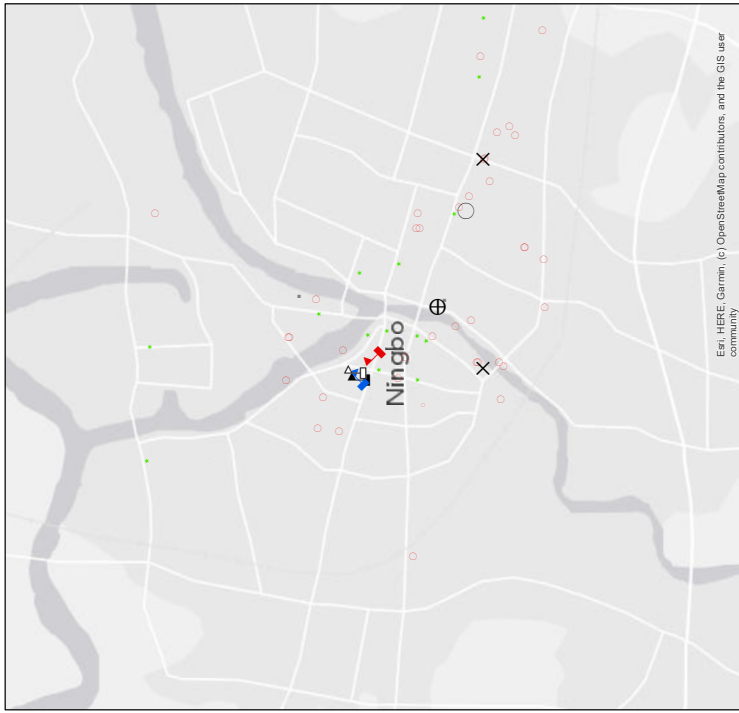 Ningbo
Esri, HERE, Garmin, (c) OpenStreetMap contributors, and the GIS user
community